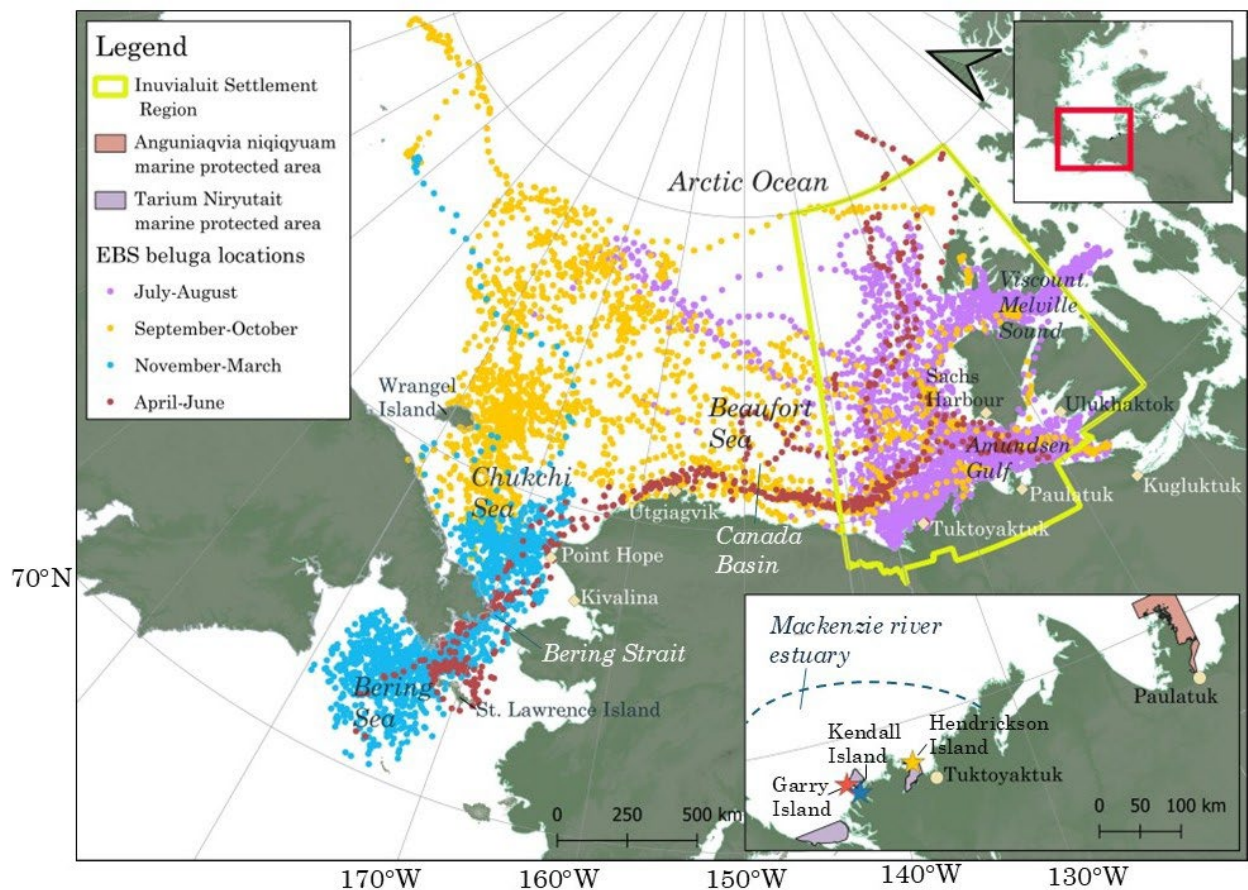 Legend
Inuvialuit Settlement
Region
Anguniaqvia niqiqyuam
marine protected area
Tarium Niryutait
marine protected area
EBS beluga locations
July-August
September-October
November-March
April-June
Arctic Ocean
Viscount
Melville
Sound
Wrangel
Island
Beaufort
Sea
Sachs
Harbour
Ulukhaktok
Chukchi
Sea
Amundsen
Gulf
Paulatuk
Kugluktuk
Utgiagvik
Tuktoyaktuk
Canada
Basin
Point Hope
70°N
Kivalina
Bering Strait
Bering
Sea
St. Lawrence Island
0 250 500 km
Mackenzie river
estuary
Paulatuk
Kendall
Island
Hendrickson
Island
Tuktoyaktuk
Garry
Island
0 50 100 km
170°W 160°W 150°W 140°W 130°W